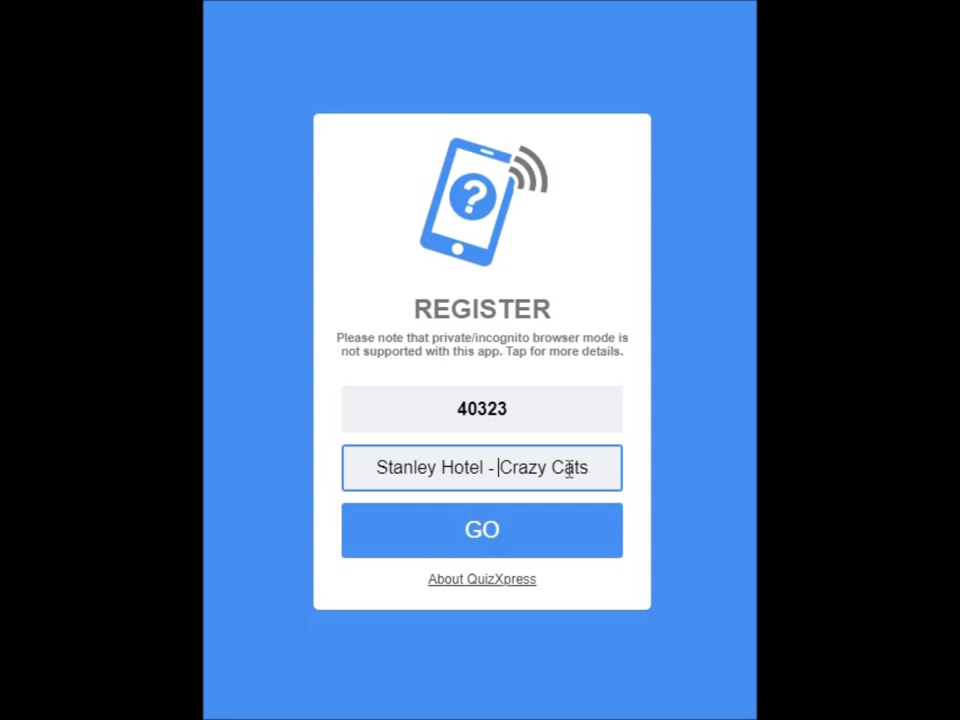 ?
REGISTER
Please note that private/incognito browser mode is
not supported with this app. Tap for more details.
40323
Stanley Hotel - Crazy Cats
GO
About QuizXpress